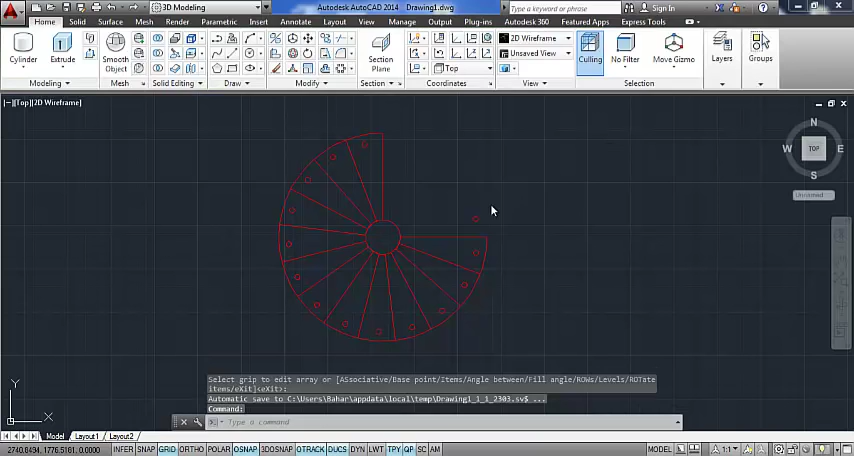 3D Modeling
Autodesk AutoCAD 2014 Drawing1.dwg
Type a keyword or phrase
Sign In
Home Solid Surface Mesh Render Parametric Insert Annotate Layout View Manage Output Plug-ins Autodesk 360 Featured Apps Express Tools
Cylinder
Extrude
Smooth
Object
Section
Plane
Top
2D Wireframe
Unsaved View
Culling
No Filter
Move Gizmo
Layers
Groups
Modeling Mesh Solid Editing Draw Modify Section Coordinates View Selection
[−][Top][2D Wireframe]
N
W TOP E
S
Unnamed
Select grip to edit array or [ASsociative/Base point/Items/Angle between/Fill angle/ROWs/Levels/ROTate
items/eXit]<eXit>:
Automatic save to C:\Users\Bahar\appdata\local\temp\Drawing1_1_1_2303.sv$ ...
Command:
Type a command
Y
X
Model Layout1 Layout2
2740.8494, 1776.5181, 0.0000 INFER SNAP GRID ORTHO POLAR OSNAP 3DOSNAP OTRACK DUCS DYN LWT TPY QP SC AM MODEL 1:1